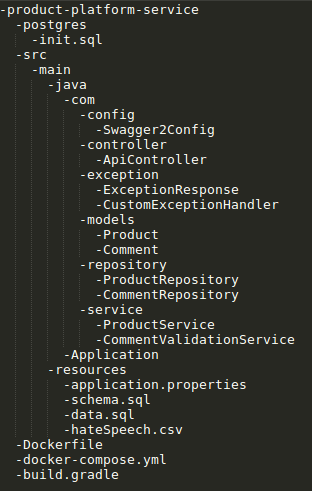 -product-platform-service
-postgres
-init.sql
-src
-main
-java
-com
-config
-Swagger2Config
-controller
-ApiController
-exception
-ExceptionResponse
-CustomExceptionHandler
-models
-Product
-Comment
-repository
-ProductRepository
-CommentRepository
-service
-ProductService
-CommentValidationService
-Application
-resources
-application.properties
-schema.sql
-data.sql
-hateSpeech.csv
-Dockerfile
-docker-compose.yml
-build.gradle